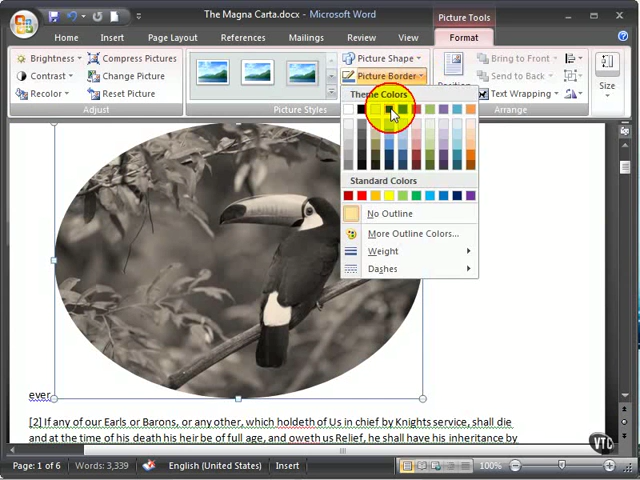 The Magna Carta.docx - Microsoft Word
Picture Tools
Home
Insert
Page Layout
References
Mailings
Review
View
Format
Brightness
Contrast
Recolor
Compress Pictures
Change Picture
Reset Picture
Adjust
Picture Styles
Picture Shape
Picture Border
Position
Bring to Front
Send to Back
Text Wrapping
Arrange
Size
Theme Colors
Standard Colors
No Outline
More Outline Colors...
Weight
Dashes
ever.
[2] If any of our Earls or Barons, or any other, which holdeth of Us in chief by Knights service, shall die
and at the time of his death his heir be of full age, and oweth us Relief, he shall have his inheritance by
VTC
Page: 1 of 6
Words: 3,339
English (United States)
Insert
100%